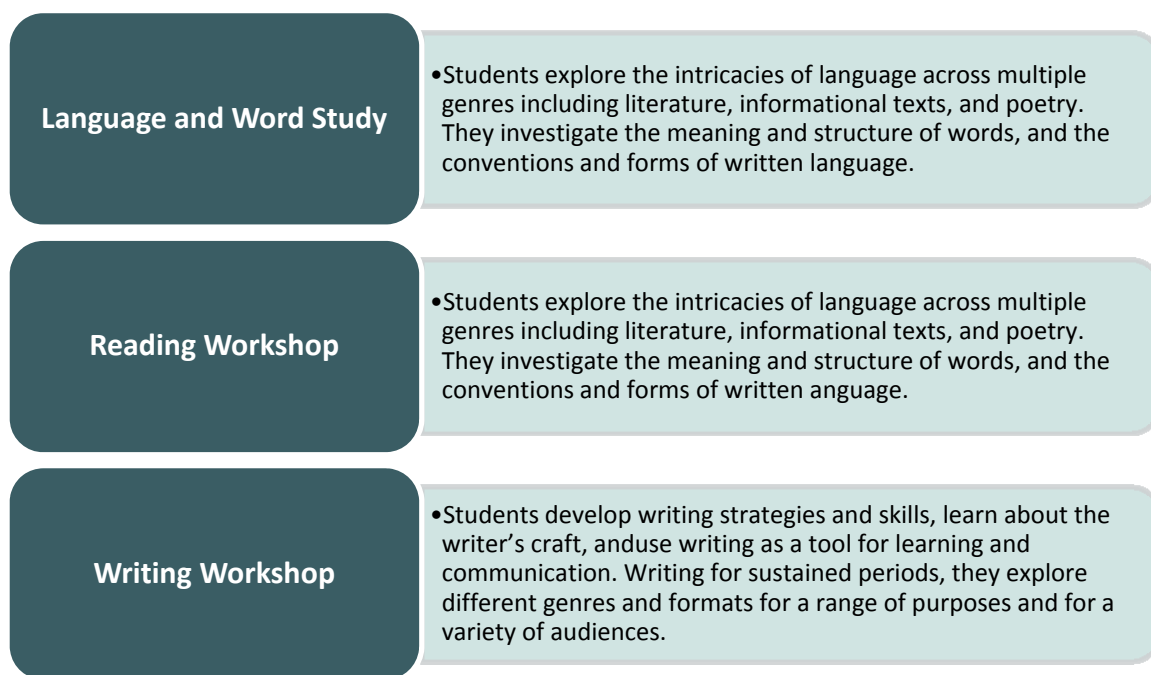 Language and Word Study
•Students explore the intricacies of language across multiple
genres including literature, informational texts, and poetry.
They investigate the meaning and structure of words, and the
conventions and forms of written language.
Reading Workshop
•Students explore the intricacies of language across multiple
genres including literature, informational texts, and poetry.
They investigate the meaning and structure of words, and the
conventions and forms of written anguage.
Writing Workshop
•Students develop writing strategies and skills, learn about the
writer’s craft, anduse writing as a tool for learning and
communication. Writing for sustained periods, they explore
different genres and formats for a range of purposes and for a
variety of audiences.